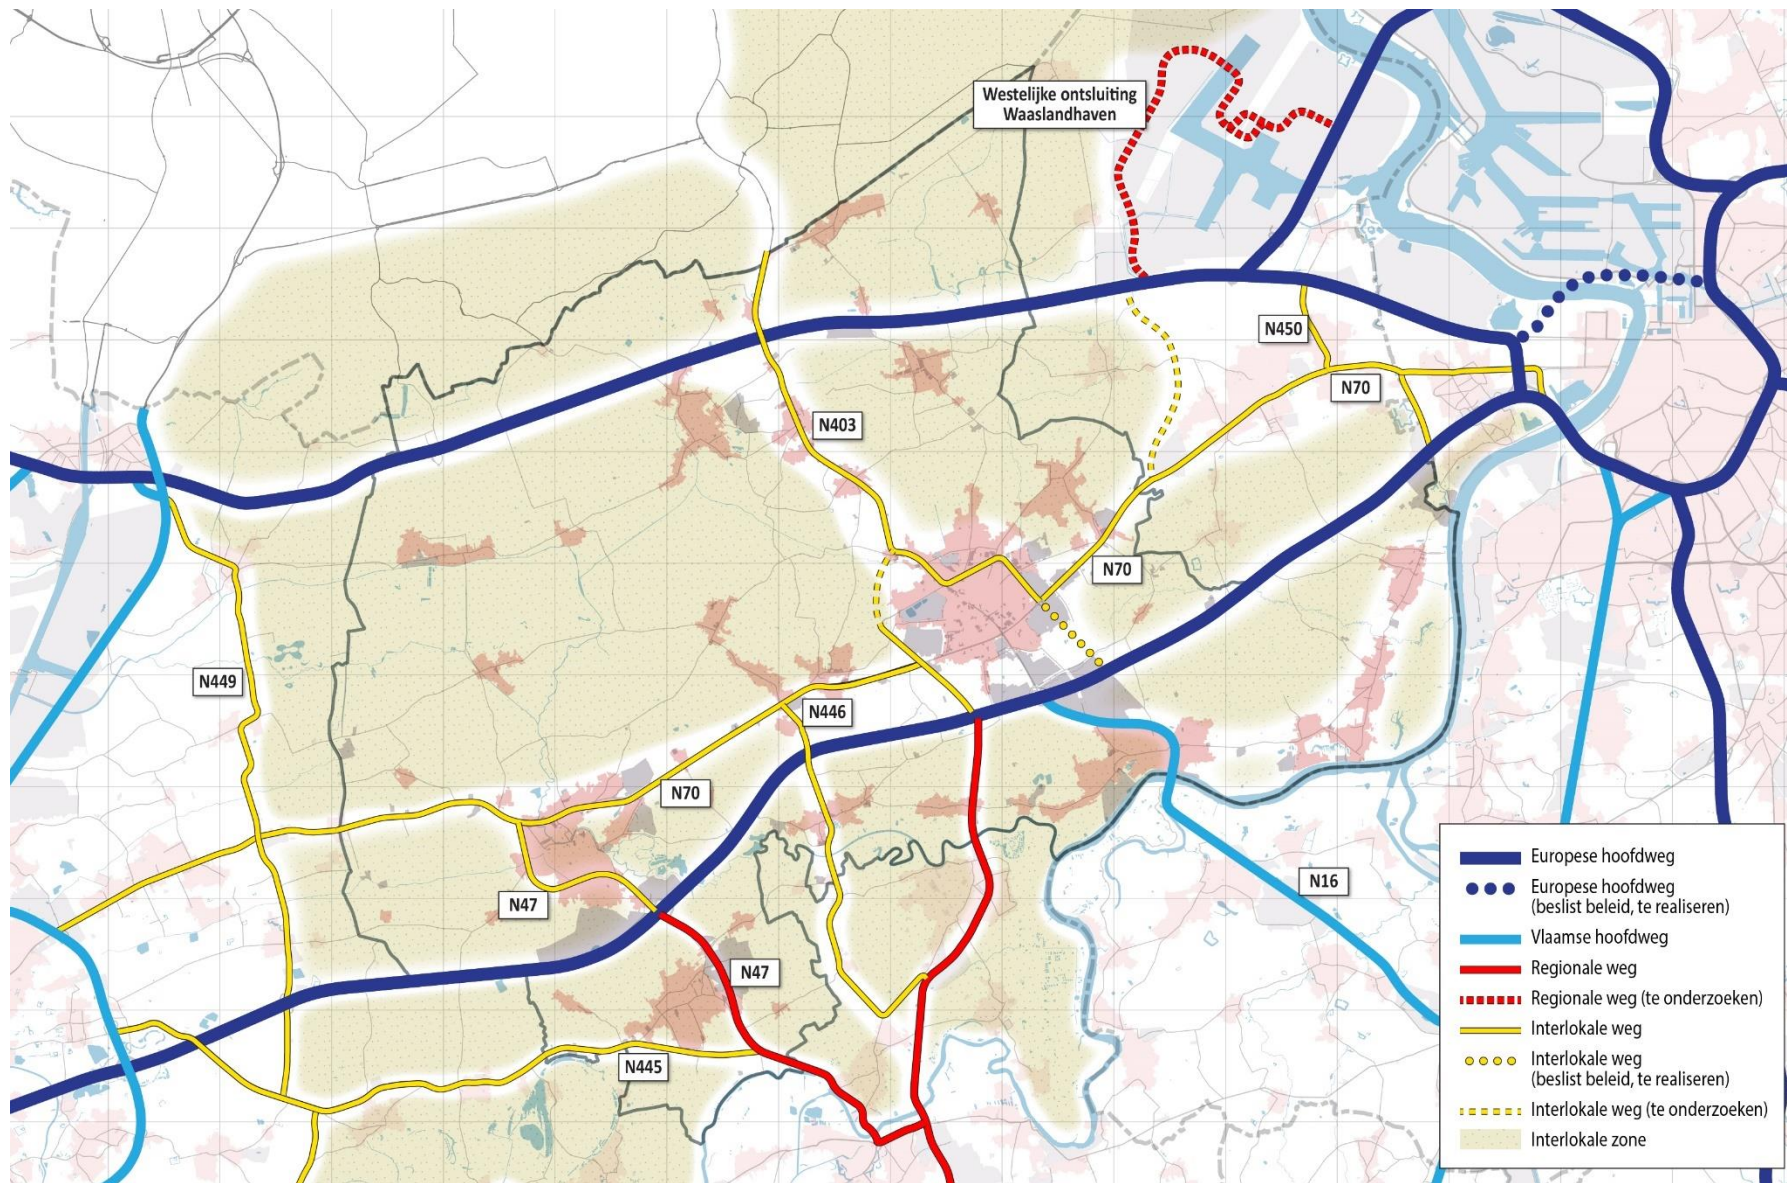 Westelijke ontsluiting
Waaslandhaven
N450
N70
N403
N70
N449
N446
N70
N47
N16
N47
N445
Europese hoofdweg
Europese hoofdweg
(beslist beleid, te realiseren)
Vlaamse hoofdweg
Regionale weg
Regionale weg (te onderzoeken)
Interlokale weg
Interlokale weg
(beslist beleid, te realiseren)
Interlokale weg (te onderzoeken)
Interlokale zone